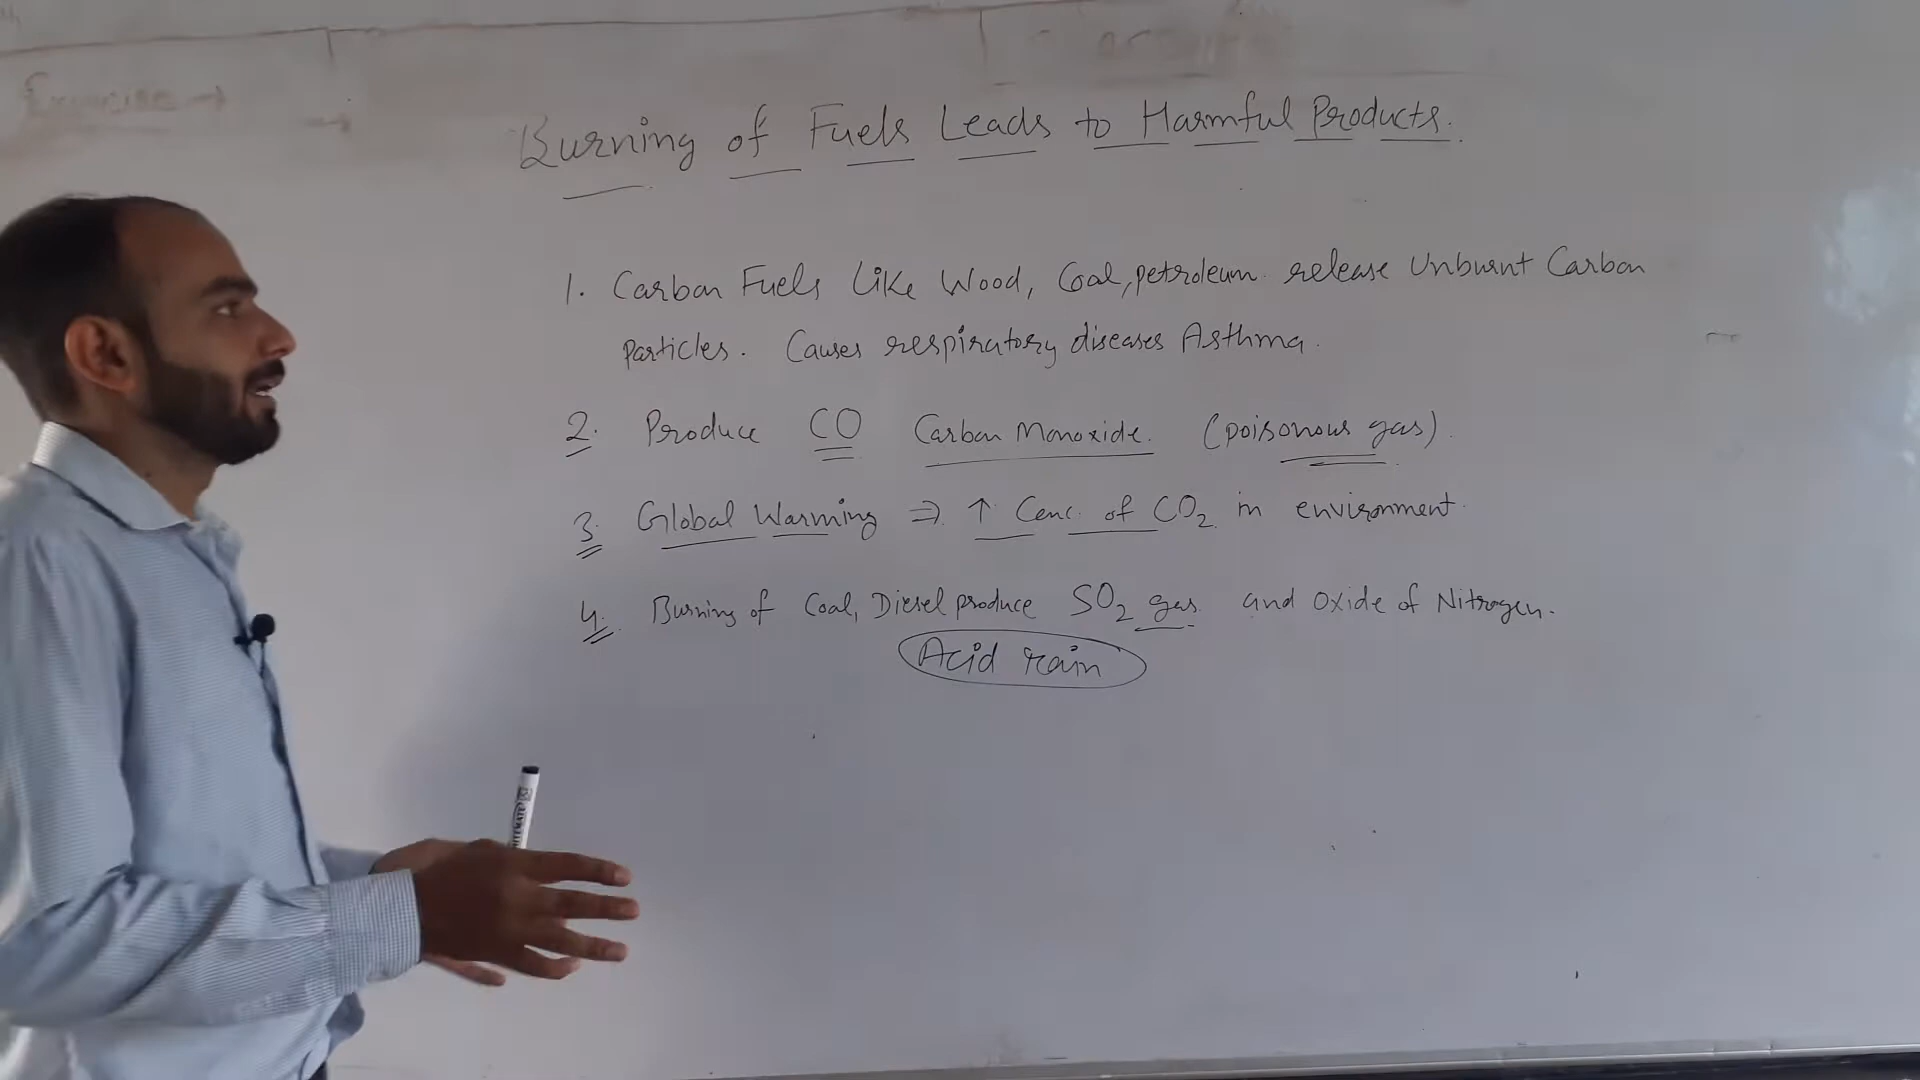 Exercise →
→
Burning of Fuels Leads to Harmful Products.
1. Carbon Fuels Like Wood, Coal, petroleum release Unburnt Carbon
Particles. Causes respiratory diseases Asthma.
2. Produce CO Carbon Monoxide. (poisonous gas).
3. Global Warming ⇒ ↑ Conc. of CO₂ in environment.
4. Burning of Coal, Diesel produce SO₂ gas and Oxide of Nitrogen.
Acid rain